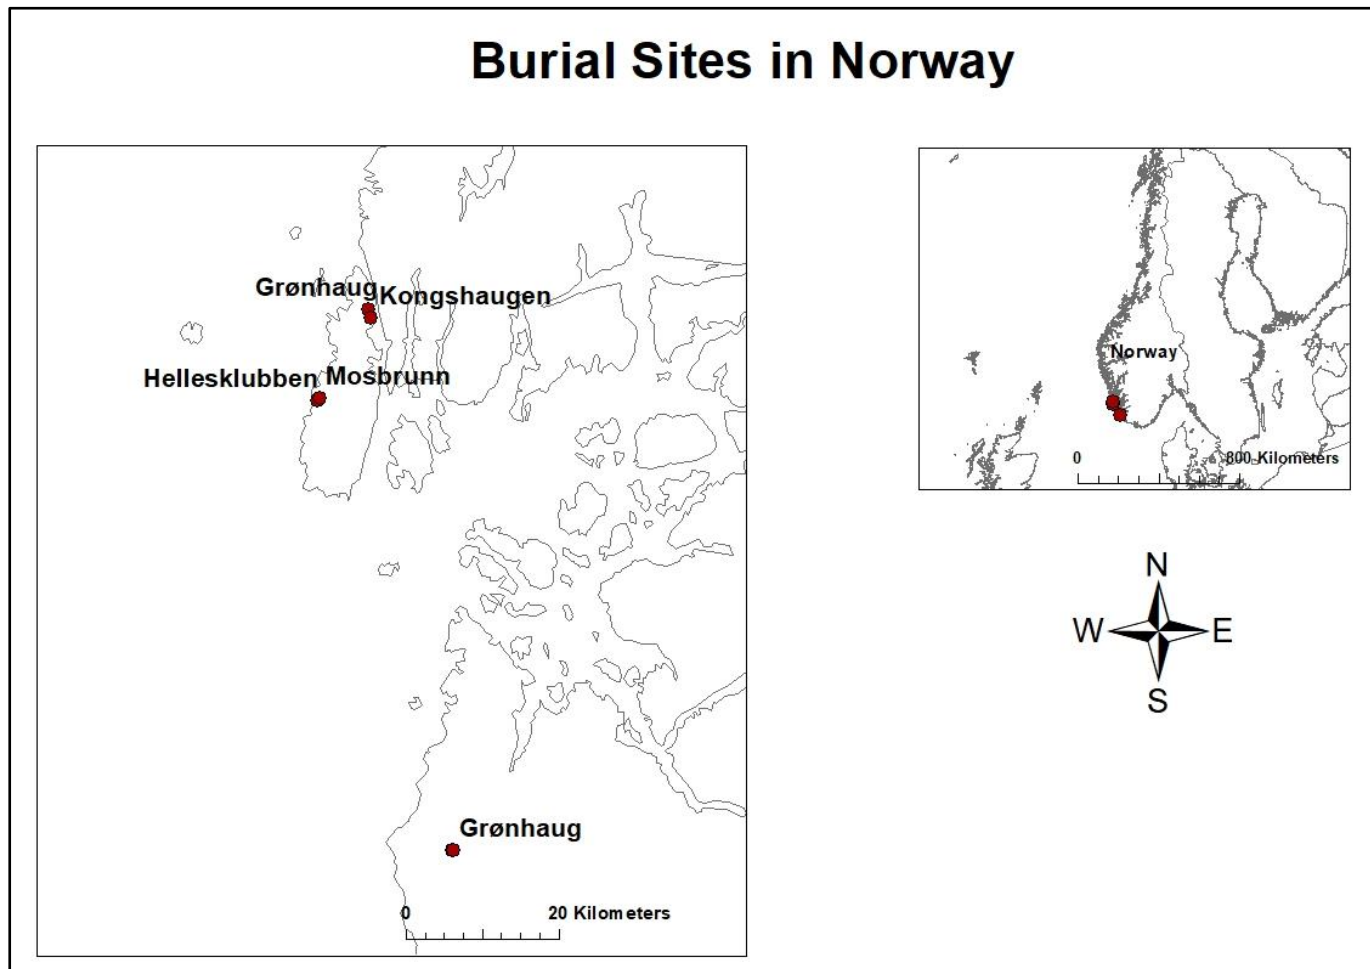 Burial Sites in Norway
Grønhaug
Kongshaugen
Hellesklubben
Mosbrunn
Grønhaug
0 20 Kilometers
Norway
0 800 Kilometers
N
W E
S